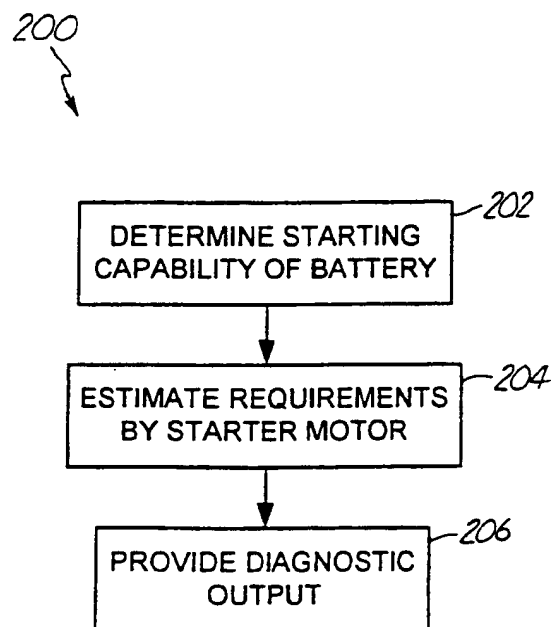 200
202
DETERMINE STARTING
CAPABILITY OF BATTERY
204
ESTIMATE REQUIREMENTS
BY STARTER MOTOR
206
PROVIDE DIAGNOSTIC
OUTPUT